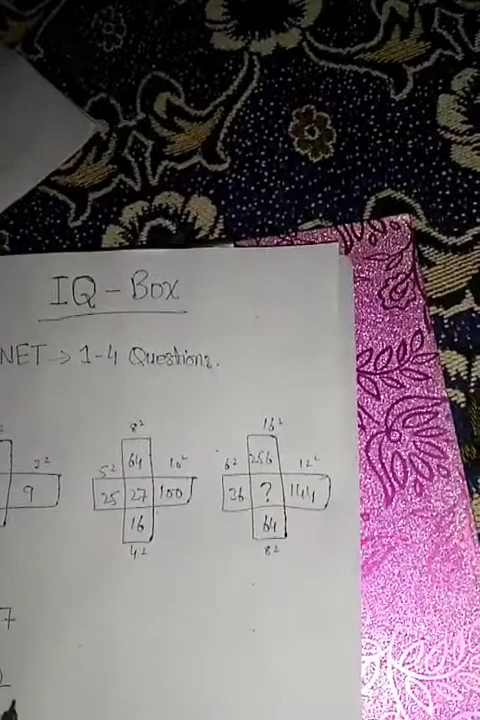 IQ - Box
NET → 1-4 Questions.
8² 16²
3² 5² 64 10² 6² 256 12²
9 25 27 100 36 ? 144
16 64
4² 8²
7